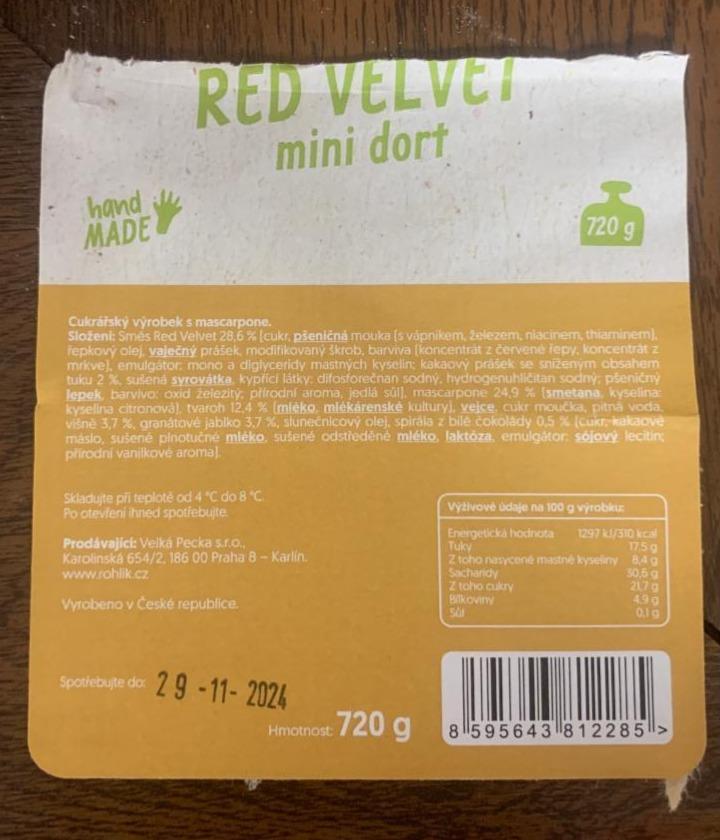 RED VELVET
mini dort
hand
MADE
720 g
Cukrářský výrobek s mascarpone.
Složení: Směs Red Velvet 28,6 % [cukr, pšeničná mouka (s vápníkem, železem, niacinem, thiaminem),
řepkový olej, vaječný prášek, modifikovaný škrob, barviva (koncentrát z červené řepy, koncentrát z
mrkve), emulgátor: mono a diglyceridy mastných kyselin; kakaový prášek se sníženým obsahem
tuku 2 %, sušená syrovátka, kypřicí látky: difosforečnan sodný, hydrogenuhličitan sodný; pšeničný
lepek, barvivo: oxid železitý; přírodní aroma, jedlá sůl], mascarpone 24,9 % [smetana, kyselina:
kyselina citronová], tvaroh 12,4 % [mléko, mlékárenské kultury], vejce, cukr moučka, pitná voda,
višně 3,7 %, granátové jablko 3,7 %, slunečnicový olej, spirála z bílé čokolády 0,5 % [cukr, kakaové
máslo, sušené plnotučné mléko, sušené odstředěné mléko, laktóza, emulgátor: sójový lecitin;
přírodní vanilkové aroma].
Skladujte při teplotě od 4 °C do 8 °C.
Po otevření ihned spotřebujte.
Prodávající: Velká Pecka s.r.o.,
Karolinská 654/2, 186 00 Praha 8 – Karlín.
www.rohlik.cz
Vyrobeno v České republice.
Výživové údaje na 100 g výrobku:
Energetická hodnota 1297 kJ/310 kcal
Tuky 17,5 g
Z toho nasycené mastné kyseliny 8,4 g
Sacharidy 30,6 g
Z toho cukry 21,7 g
Bílkoviny 4,9 g
Sůl 0,1 g
Spotřebujte do: 29-11-2024
Hmotnost: 720 g
8 595643 812285 >